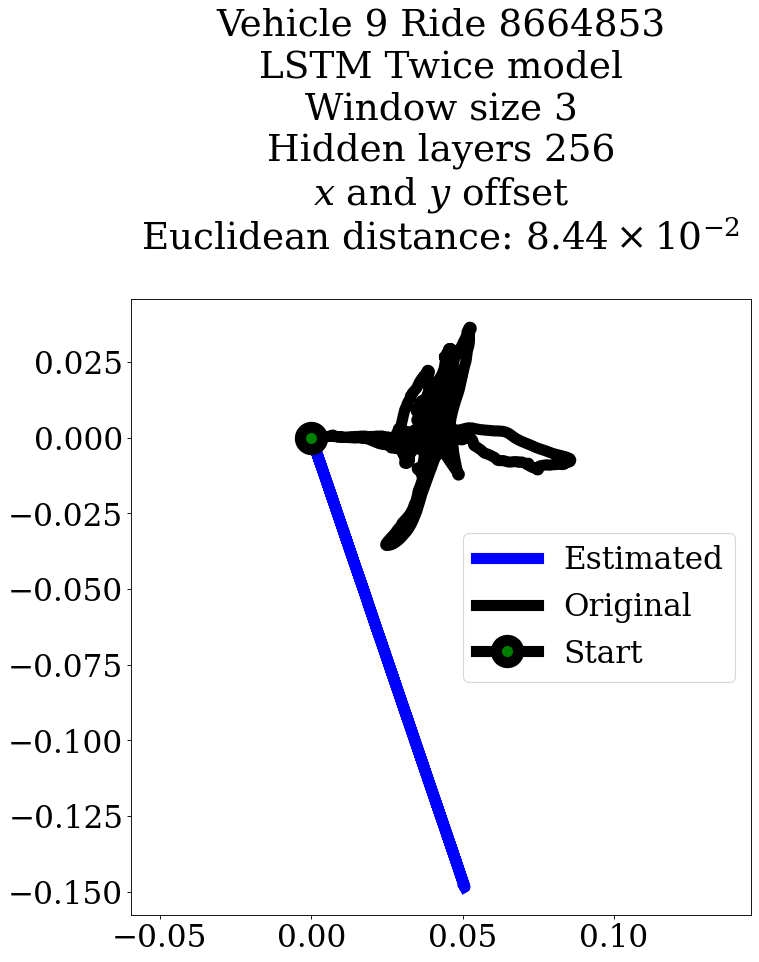 Vehicle 9 Ride 8664853
LSTM Twice model
Window size 3
Hidden layers 256
x and y offset
Euclidean distance: 8.44 × 10⁻²
0.025
0.000
−0.025
−0.050
−0.075
−0.100
−0.125
−0.150
Estimated
Original
Start
−0.05 0.00 0.05 0.10